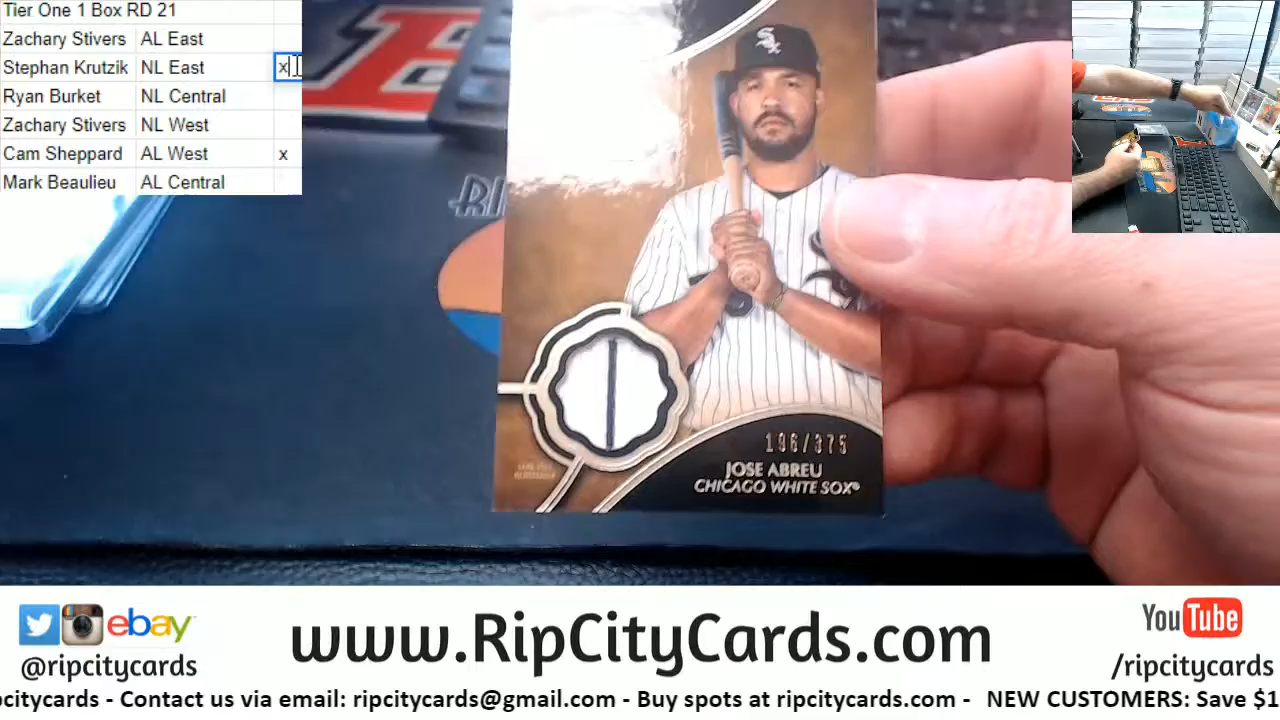 Tier One 1 Box RD 21
Zachary Stivers AL East
Stephan Krutzik NL East x
Ryan Burket NL Central
Zachary Stivers NL West
Cam Sheppard AL West x
Mark Beaulieu AL Central
196/375
JOSE ABREU
CHICAGO WHITE SOX®
ebay
@ripcitycards
www.RipCityCards.com
YouTube
/ripcitycards
pcitycards - Contact us via email: ripcitycards@gmail.com - Buy spots at ripcitycards.com - NEW CUSTOMERS: Save $1